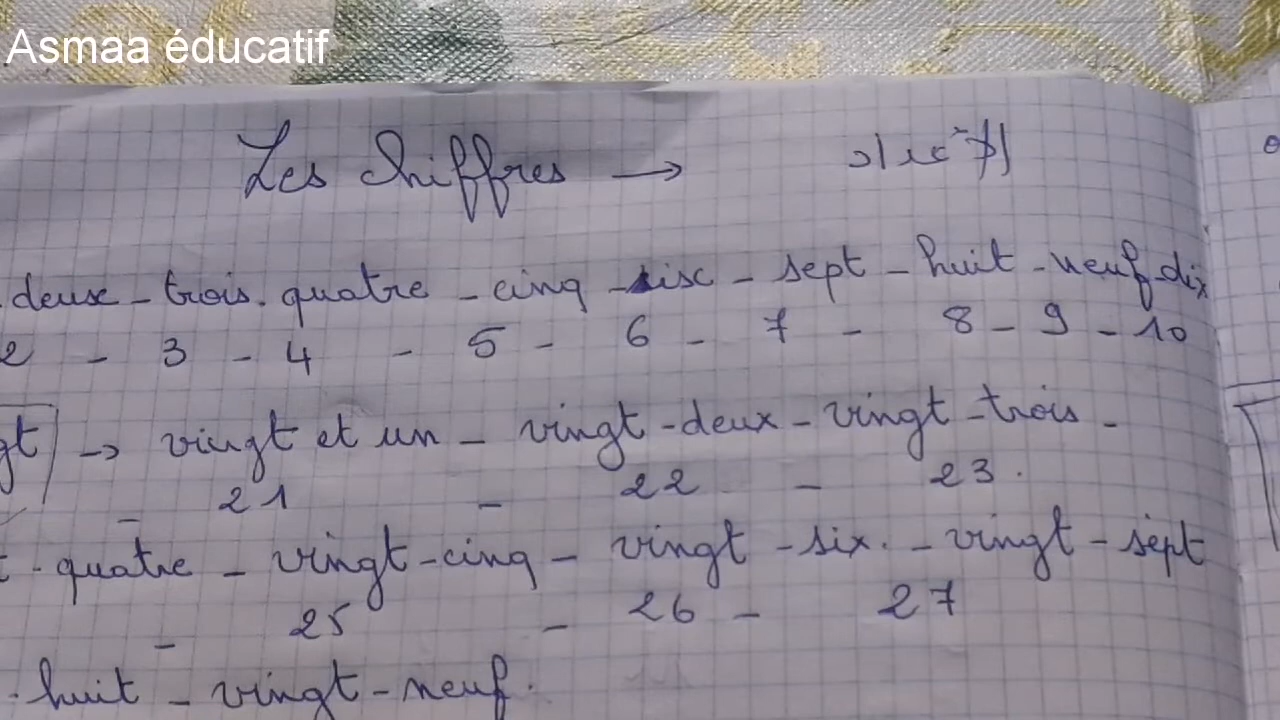 Asmaa éducatif
Les chiffres →
deux - trois. quatre - cinq - six - sept - huit - neuf - dix
2 - 3 - 4 - 5 - 6 - 7 - 8 - 9 - 10
gt → vingt et un - vingt-deux - vingt-trois -
- 21 - 22 - 23.
t - quatre - vingt-cinq - vingt-six. - vingt-sept
- 25 - 26 - 27
. huit - vingt-neuf.